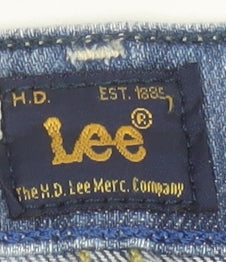 H.D. EST. 1889,
Lee®
The H.D. Lee Merc. Company